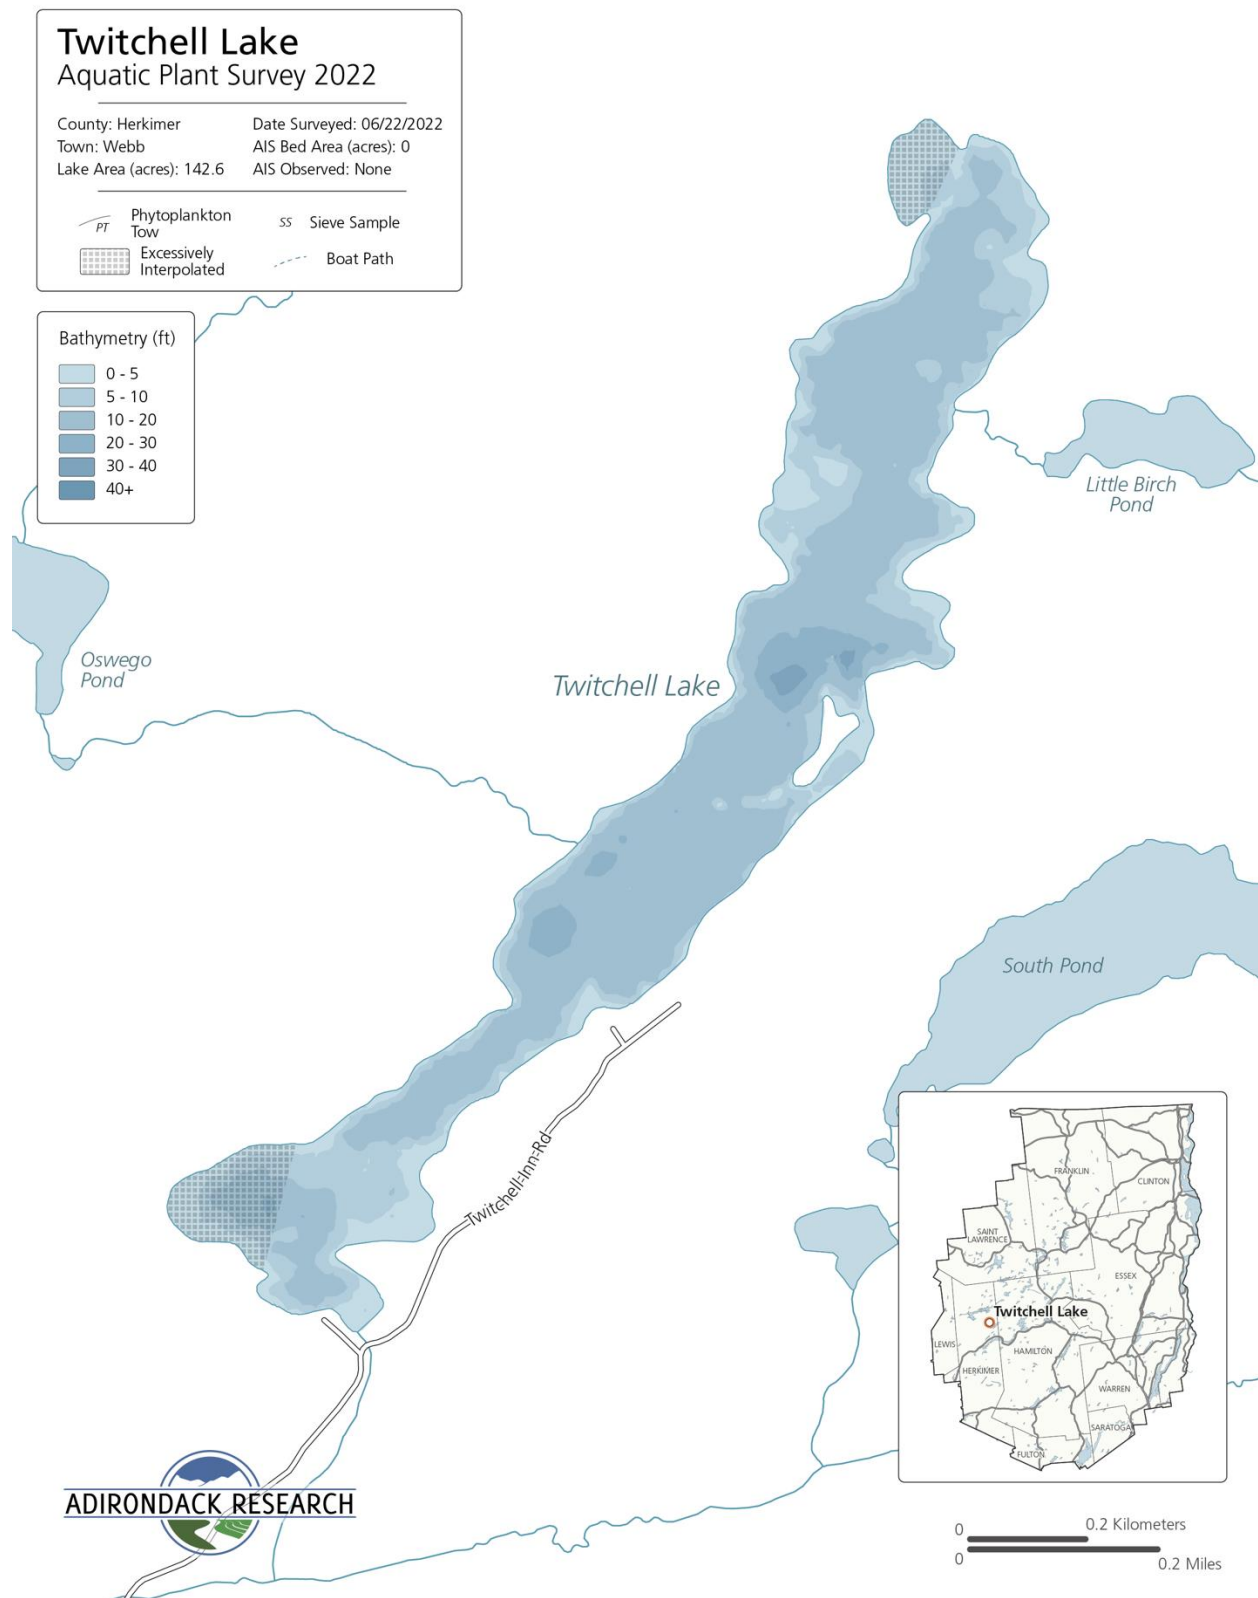 Twitchell Lake
Aquatic Plant Survey 2022
County: Herkimer
Date Surveyed: 06/22/2022
Town: Webb
AIS Bed Area (acres): 0
Lake Area (acres): 142.6
AIS Observed: None
PT
Phytoplankton
Tow
SS
Sieve Sample
Excessively
Interpolated
Boat Path
Bathymetry (ft)
0 - 5
5 - 10
10 - 20
20 - 30
30 - 40
40+
Little Birch
Pond
Oswego
Pond
Twitchell Lake
South Pond
Twitchell-Inn-Rd
FRANKLIN
CLINTON
SAINT
LAWRENCE
ESSEX
Twitchell Lake
LEWIS
HAMILTON
HERKIMER
WARREN
SARATOGA
FULTON
ADIRONDACK RESEARCH
0
0.2 Kilometers
0
0.2 Miles